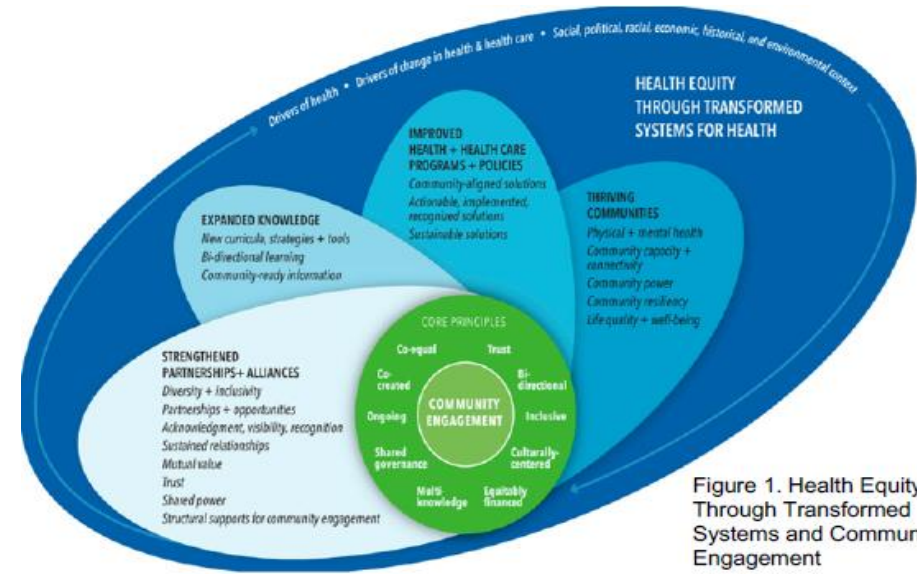 Drivers of health • Drivers of change in health & health care • Social, political, racial, economic, historical, and environmental context
HEALTH EQUITY
THROUGH TRANSFORMED
SYSTEMS FOR HEALTH
IMPROVED
HEALTH + HEALTH CARE
PROGRAMS + POLICIES
Community-aligned solutions
Actionable, implemented,
recognized solutions
Sustainable solutions
THRIVING
COMMUNITIES
Physical + mental health
Community capacity +
connectivity
Community power
Community resiliency
Life quality + well-being
EXPANDED KNOWLEDGE
New curricula, strategies + tools
Bi-directional learning
Community-ready information
STRENGTHENED
PARTNERSHIPS+ ALLIANCES
Diversity + inclusivity
Partnerships + opportunities
Acknowledgment, visibility, recognition
Sustained relationships
Mutual value
Trust
Shared power
Structural supports for community engagement
CORE PRINCIPLES
Co-equal
Trust
Co-
created
Bi-
directional
Ongoing
COMMUNITY
ENGAGEMENT
Inclusive
Shared
governance
Culturally-
centered
Multi-
knowledge
Equitably
financed
Figure 1. Health Equity
Through Transformed
Systems and Commun
Engagement